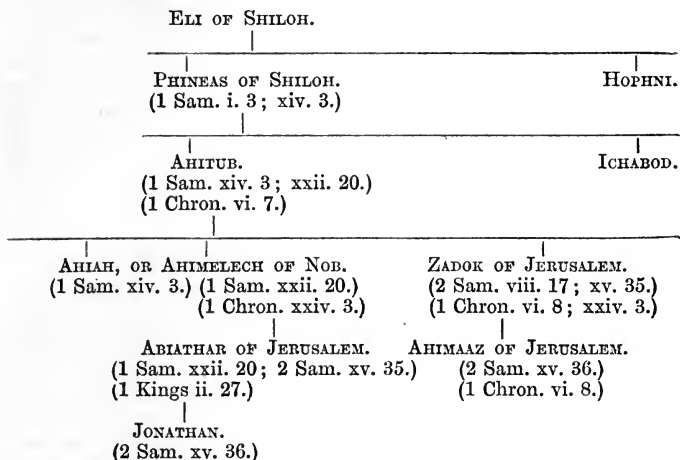 ELI OF SHILOH.
PHINEAS OF SHILOH. HOPHNI.
(1 Sam. i. 3; xiv. 3.)
AHITUB. ICHABOD.
(1 Sam. xiv. 3; xxii. 20.)
(1 Chron. vi. 7.)
AHIAH, OR AHIMELECH OF NOB. ZADOK OF JERUSALEM.
(1 Sam. xiv. 3.) (1 Sam. xxii. 20.) (2 Sam. viii. 17; xv. 35.)
(1 Chron. xxiv. 3.) (1 Chron. vi. 8; xxiv. 3.)
ABIATHAR OF JERUSALEM. AHIMAAZ OF JERUSALEM.
(1 Sam. xxii. 20; 2 Sam. xv. 35.) (2 Sam. xv. 36.)
(1 Kings ii. 27.) (1 Chron. vi. 8.)
JONATHAN.
(2 Sam. xv. 36.)